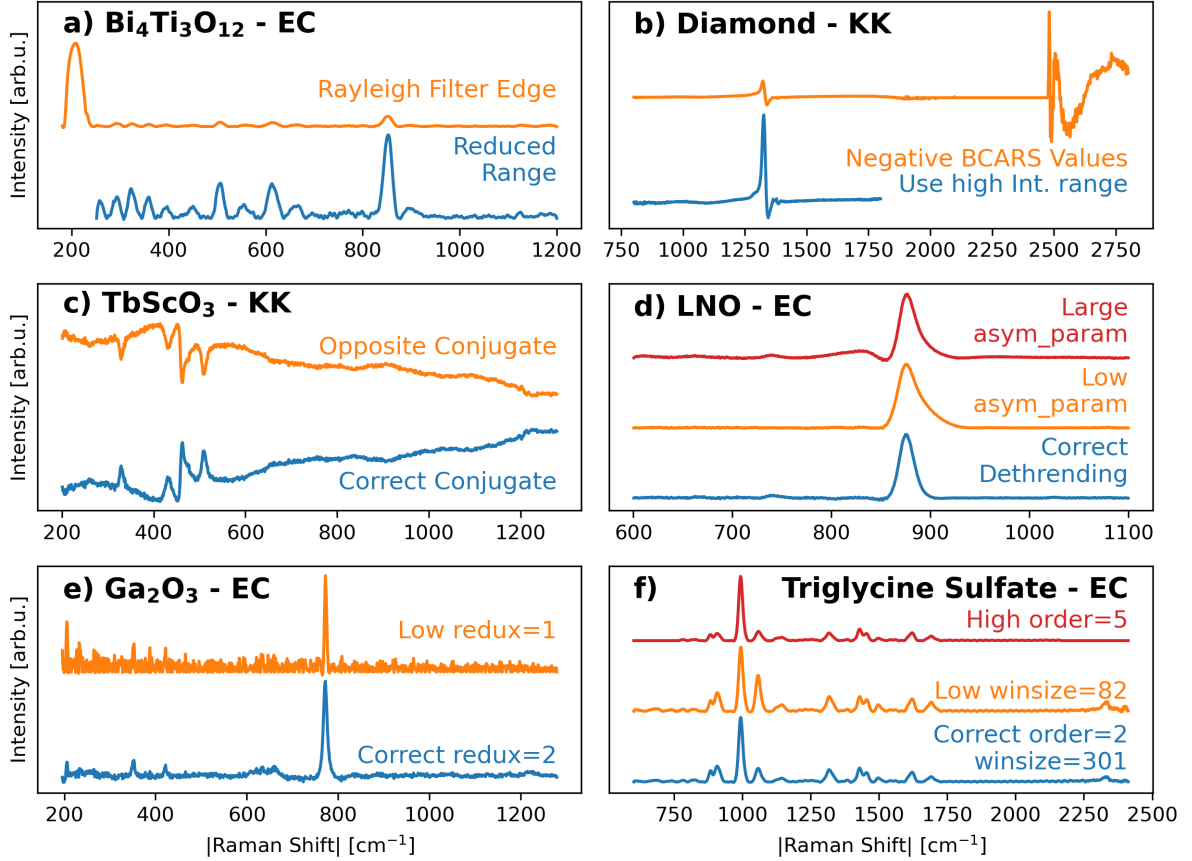 a) Bi₄Ti₃O₁₂ - EC
Rayleigh Filter Edge
Reduced
Range
Intensity [arb.u.]
200 400 600 800 1000 1200
b) Diamond - KK
Negative BCARS Values
Use high Int. range
750 1000 1250 1500 1750 2000 2250 2500 2750
c) TbScO₃ - KK
Opposite Conjugate
Correct Conjugate
Intensity [arb.u.]
200 400 600 800 1000 1200
d) LNO - EC
Large
asym_param
Low
asym_param
Correct
Dethrending
600 700 800 900 1000 1100
e) Ga₂O₃ - EC
Low redux=1
Correct redux=2
Intensity [arb.u.]
200 400 600 800 1000 1200
|Raman Shift| [cm⁻¹]
f) Triglycine Sulfate - EC
High order=5
Low winsize=82
Correct order=2
winsize=301
750 1000 1250 1500 1750 2000 2250 2500
|Raman Shift| [cm⁻¹]